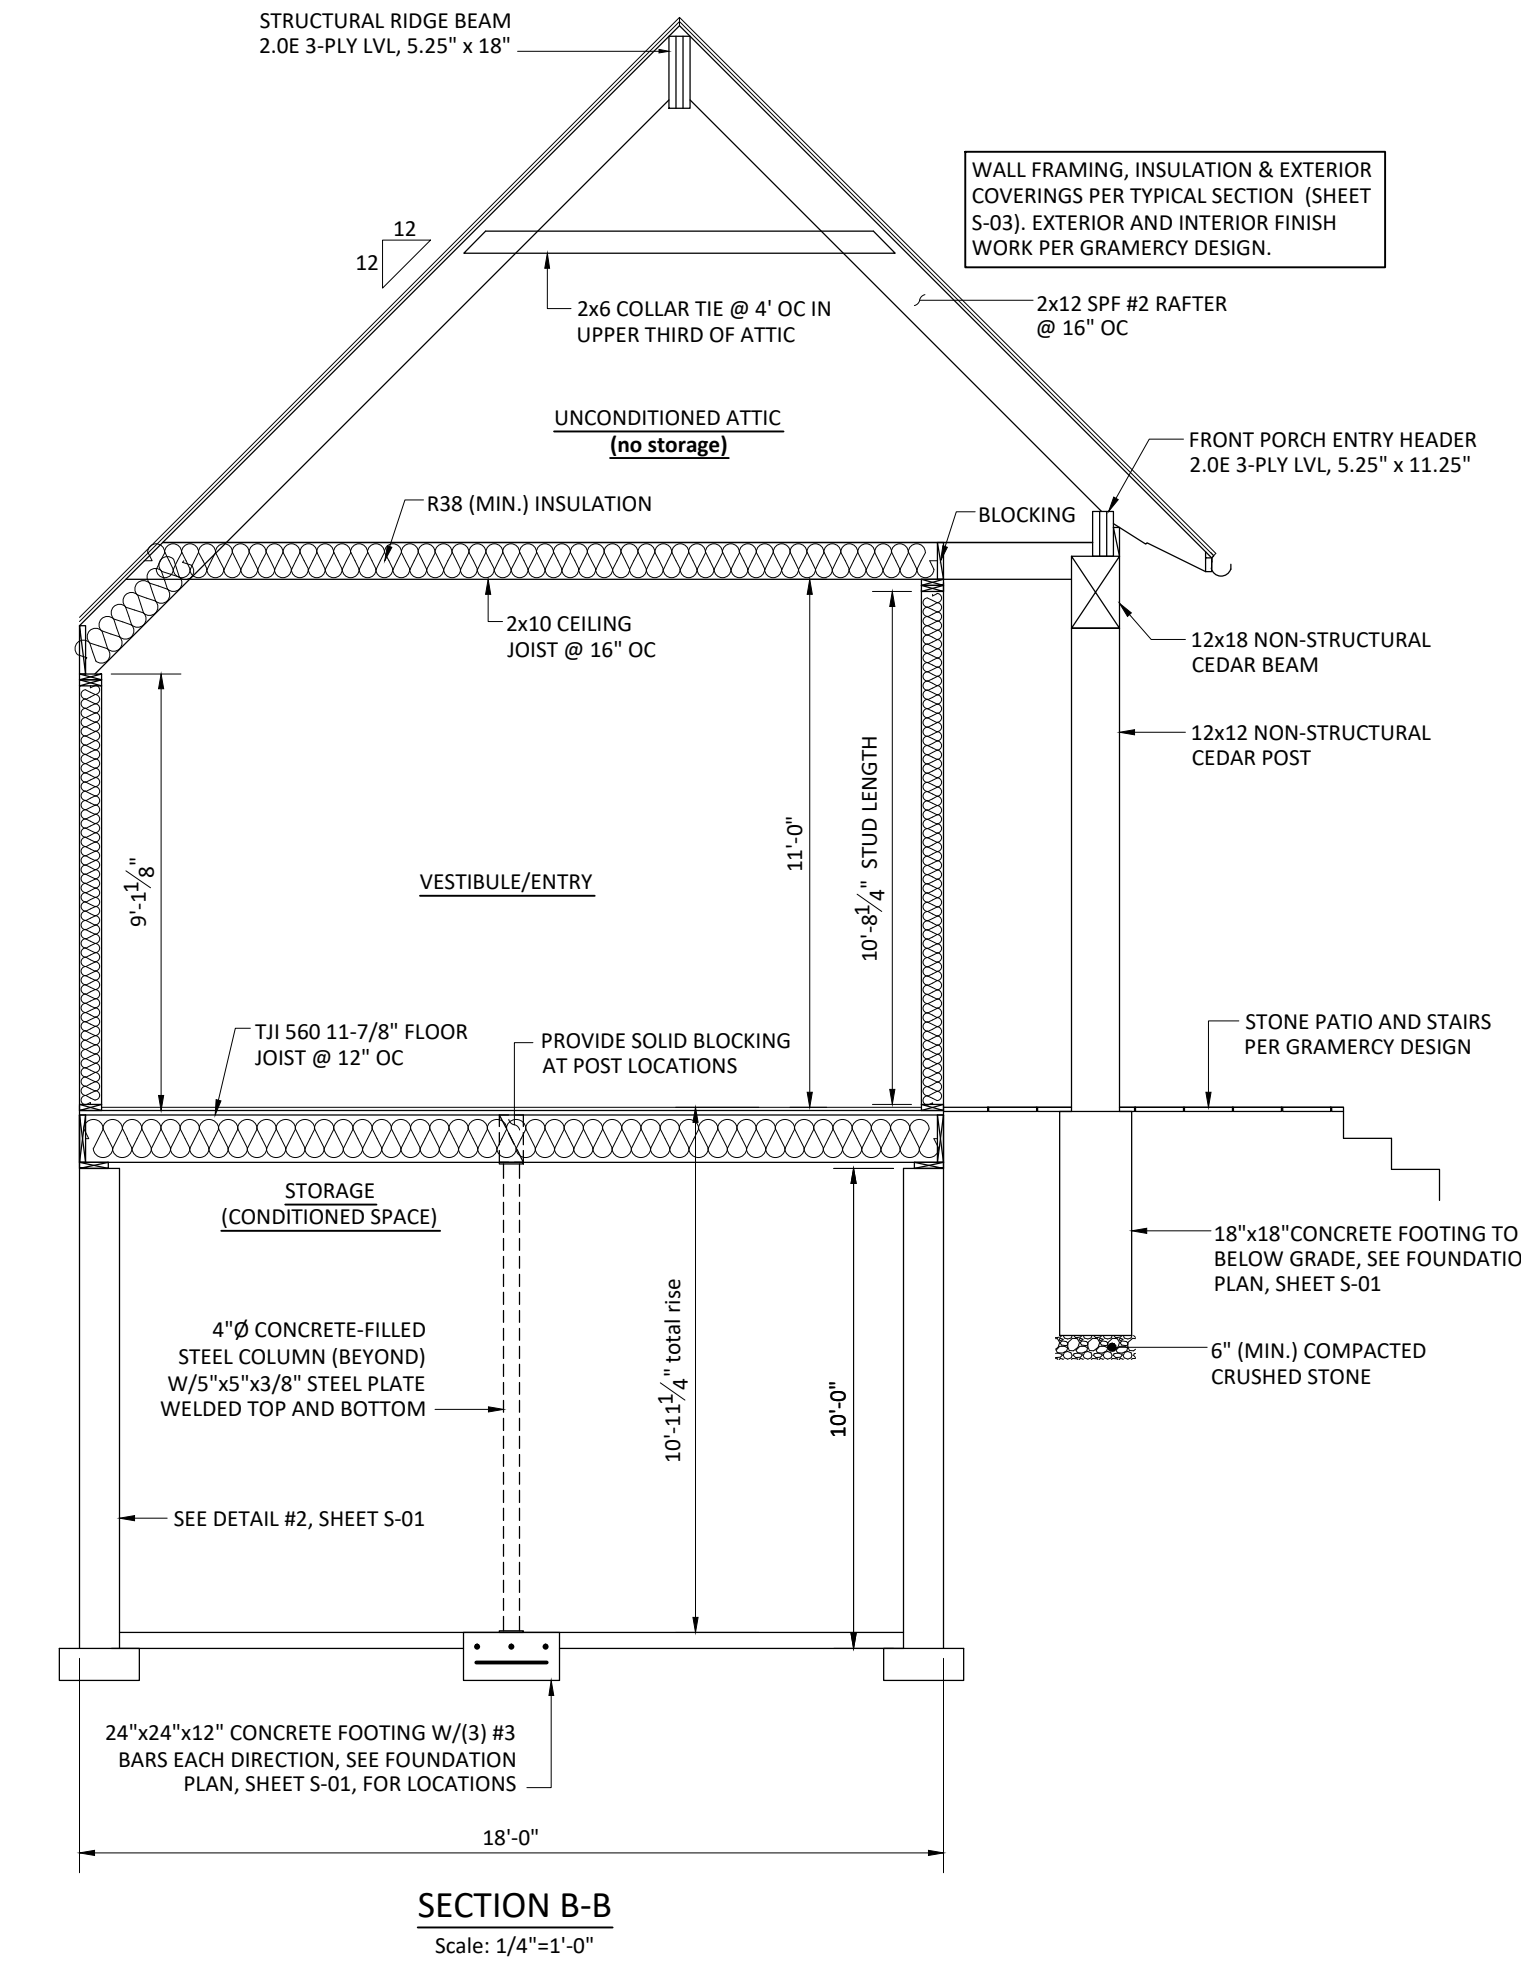 STRUCTURAL RIDGE BEAM
2.0E 3-PLY LVL, 5.25" x 18"
WALL FRAMING, INSULATION & EXTERIOR
COVERINGS PER TYPICAL SECTION (SHEET
S-03). EXTERIOR AND INTERIOR FINISH
WORK PER GRAMERCY DESIGN.
12
12
2x6 COLLAR TIE @ 4' OC IN
UPPER THIRD OF ATTIC
2x12 SPF #2 RAFTER
@ 16" OC
UNCONDITIONED ATTIC
(no storage)
FRONT PORCH ENTRY HEADER
2.0E 3-PLY LVL, 5.25" x 11.25"
R38 (MIN.) INSULATION
BLOCKING
2x10 CEILING
JOIST @ 16" OC
12x18 NON-STRUCTURAL
CEDAR BEAM
12x12 NON-STRUCTURAL
CEDAR POST
9'-1 1/8"
VESTIBULE/ENTRY
11'-0"
10'-8 1/4" STUD LENGTH
TJI 560 11-7/8" FLOOR
JOIST @ 12" OC
PROVIDE SOLID BLOCKING
AT POST LOCATIONS
STONE PATIO AND STAIRS
PER GRAMERCY DESIGN
STORAGE
(CONDITIONED SPACE)
18"x18"CONCRETE FOOTING TO
BELOW GRADE, SEE FOUNDATIO
PLAN, SHEET S-01
4"Ø CONCRETE-FILLED
STEEL COLUMN (BEYOND)
W/5"x5"x3/8" STEEL PLATE
WELDED TOP AND BOTTOM
10'-11 1/4" total rise
10'-0"
6" (MIN.) COMPACTED
CRUSHED STONE
SEE DETAIL #2, SHEET S-01
24"x24"x12" CONCRETE FOOTING W/(3) #3
BARS EACH DIRECTION, SEE FOUNDATION
PLAN, SHEET S-01, FOR LOCATIONS
18'-0"
SECTION B-B
Scale: 1/4"=1'-0"